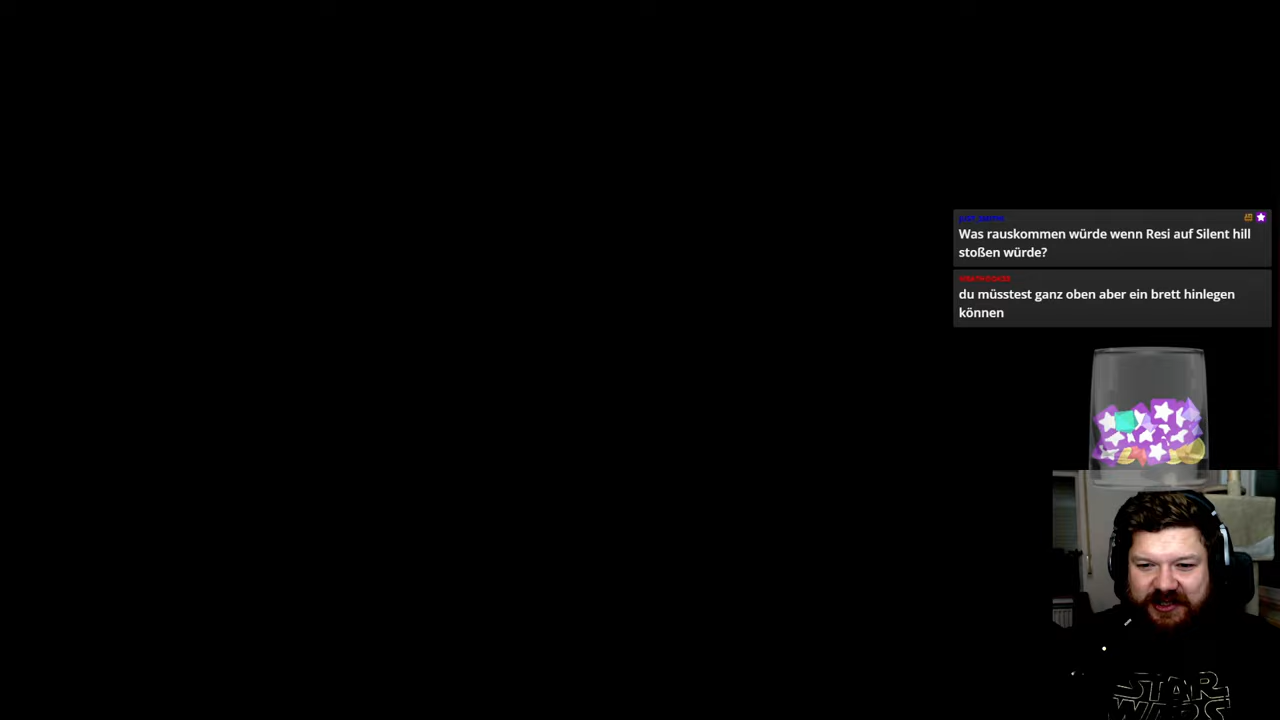 Was rauskommen würde wenn Resi auf Silent hill
stoßen würde?
du müsstest ganz oben aber ein brett hinlegen
können
STAR
WARS